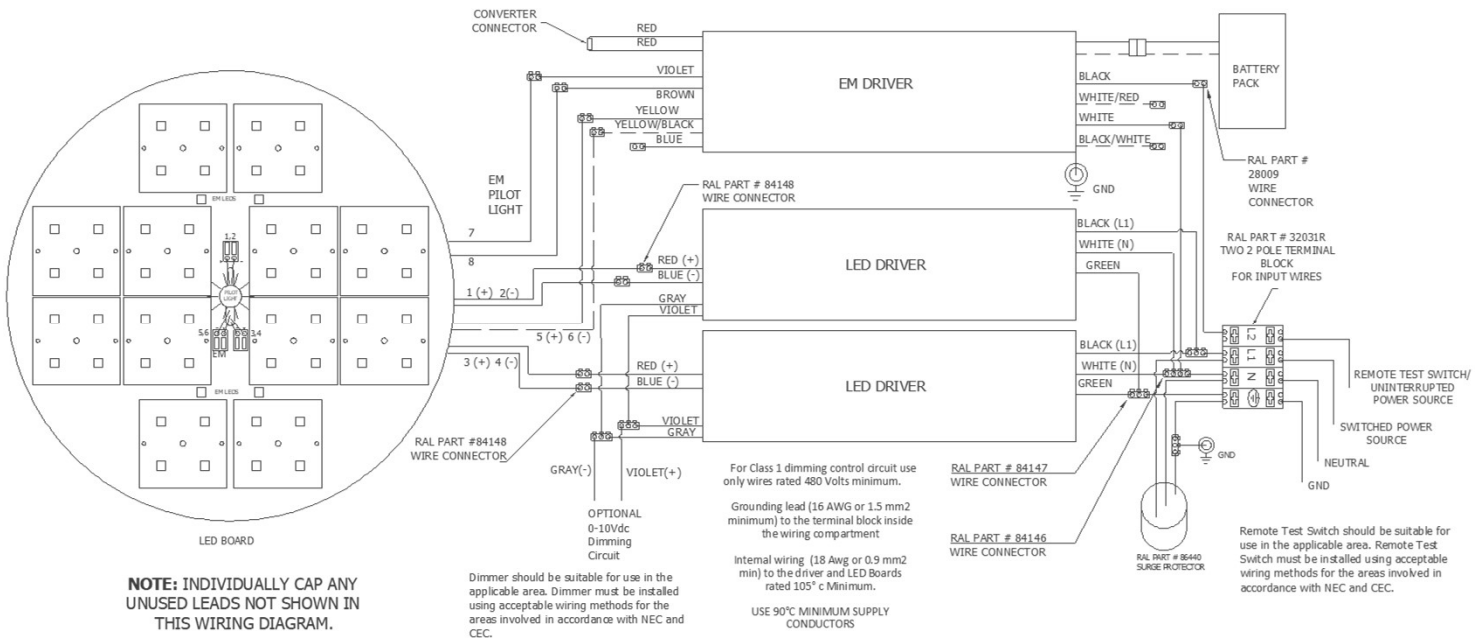 CONVERTER
CONNECTOR
RED
RED
VIOLET
BROWN
YELLOW
YELLOW/BLACK
BLUE
EM DRIVER
BLACK
WHITE/RED
WHITE
BLACK/WHITE
BATTERY
PACK
GND
RAL PART #
28009
WIRE
CONNECTOR
EM
PILOT
LIGHT
RAL PART # 84148
WIRE CONNECTOR
7
8
1 (+) 2(-)
5 (+) 6 (-)
3 (+) 4 (-)
RED (+)
BLUE (-)
GRAY
VIOLET
LED DRIVER
BLACK (L1)
WHITE (N)
GREEN
RAL PART # 32031R
TWO 2 POLE TERMINAL
BLOCK
FOR INPUT WIRES
RED (+)
BLUE (-)
VIOLET
GRAY
LED DRIVER
BLACK (L1)
WHITE (N)
GREEN
L2
L1
N
REMOTE TEST SWITCH/
UNINTERRUPTED
POWER SOURCE
SWITCHED POWER
SOURCE
NEUTRAL
GND
GND
EM LEDS
1,2
PILOT
LIGHT
5,6
3,4
EM
EM LEDS
LED BOARD
RAL PART #84148
WIRE CONNECTOR
GRAY(-)
VIOLET(+)
OPTIONAL
0-10Vdc
Dimming
Circuit
For Class 1 dimming control circuit use
only wires rated 480 Volts minimum.
Grounding lead (16 AWG or 1.5 mm2
minimum) to the terminal block inside
the wiring compartment
Internal wiring (18 Awg or 0.9 mm2
min) to the driver and LED Boards
rated 105° c Minimum.
USE 90°C MINIMUM SUPPLY
CONDUCTORS
RAL PART # 84147
WIRE CONNECTOR
RAL PART # 84146
WIRE CONNECTOR
RAL PART # 86440
SURGE PROTECTOR
Remote Test Switch should be suitable for
use in the applicable area. Remote Test
Switch must be installed using acceptable
wiring methods for the areas involved in
accordance with NEC and CEC.
Dimmer should be suitable for use in the
applicable area. Dimmer must be installed
using acceptable wiring methods for the
areas involved in accordance with NEC and
CEC.
NOTE: INDIVIDUALLY CAP ANY
UNUSED LEADS NOT SHOWN IN
THIS WIRING DIAGRAM.